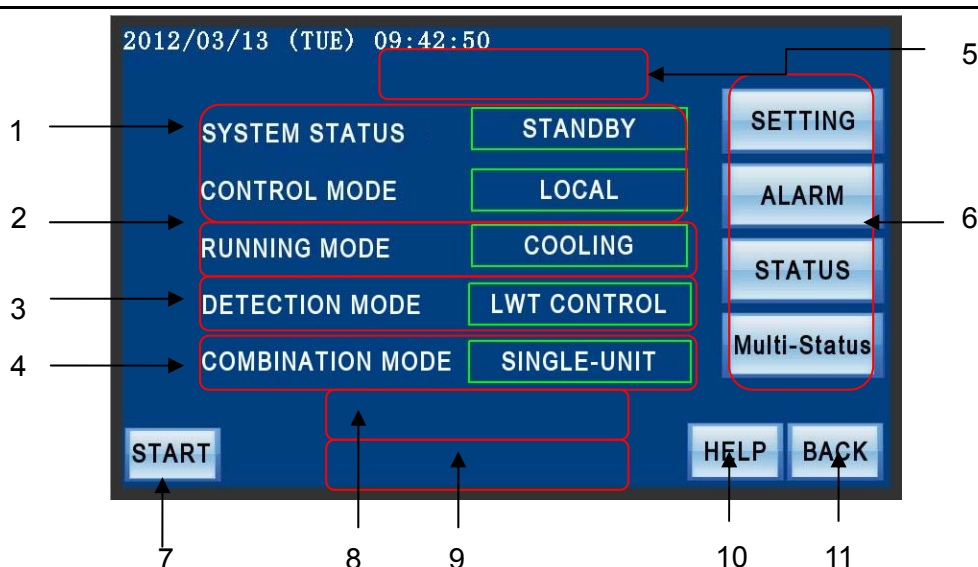 2012/03/13 (TUE) 09:42:50
5
1
SYSTEM STATUS STANDBY SETTING
CONTROL MODE LOCAL ALARM
2
6
RUNNING MODE COOLING
STATUS
3
DETECTION MODE LWT CONTROL
4
COMBINATION MODE SINGLE-UNIT Multi-Status
START HELP BACK
7 8 9 10 11